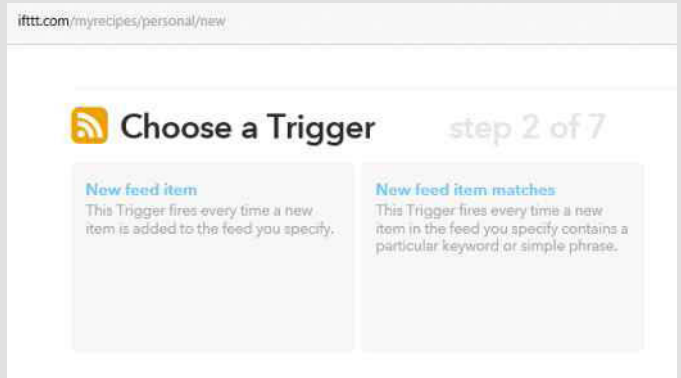 ifttt.com/myrecipes/personal/new
Choose a Trigger step 2 of 7
New feed item
This Trigger fires every time a new
item is added to the feed you specify.
New feed item matches
This Trigger fires every time a new
item in the feed you specify contains a
particular keyword or simple phrase.